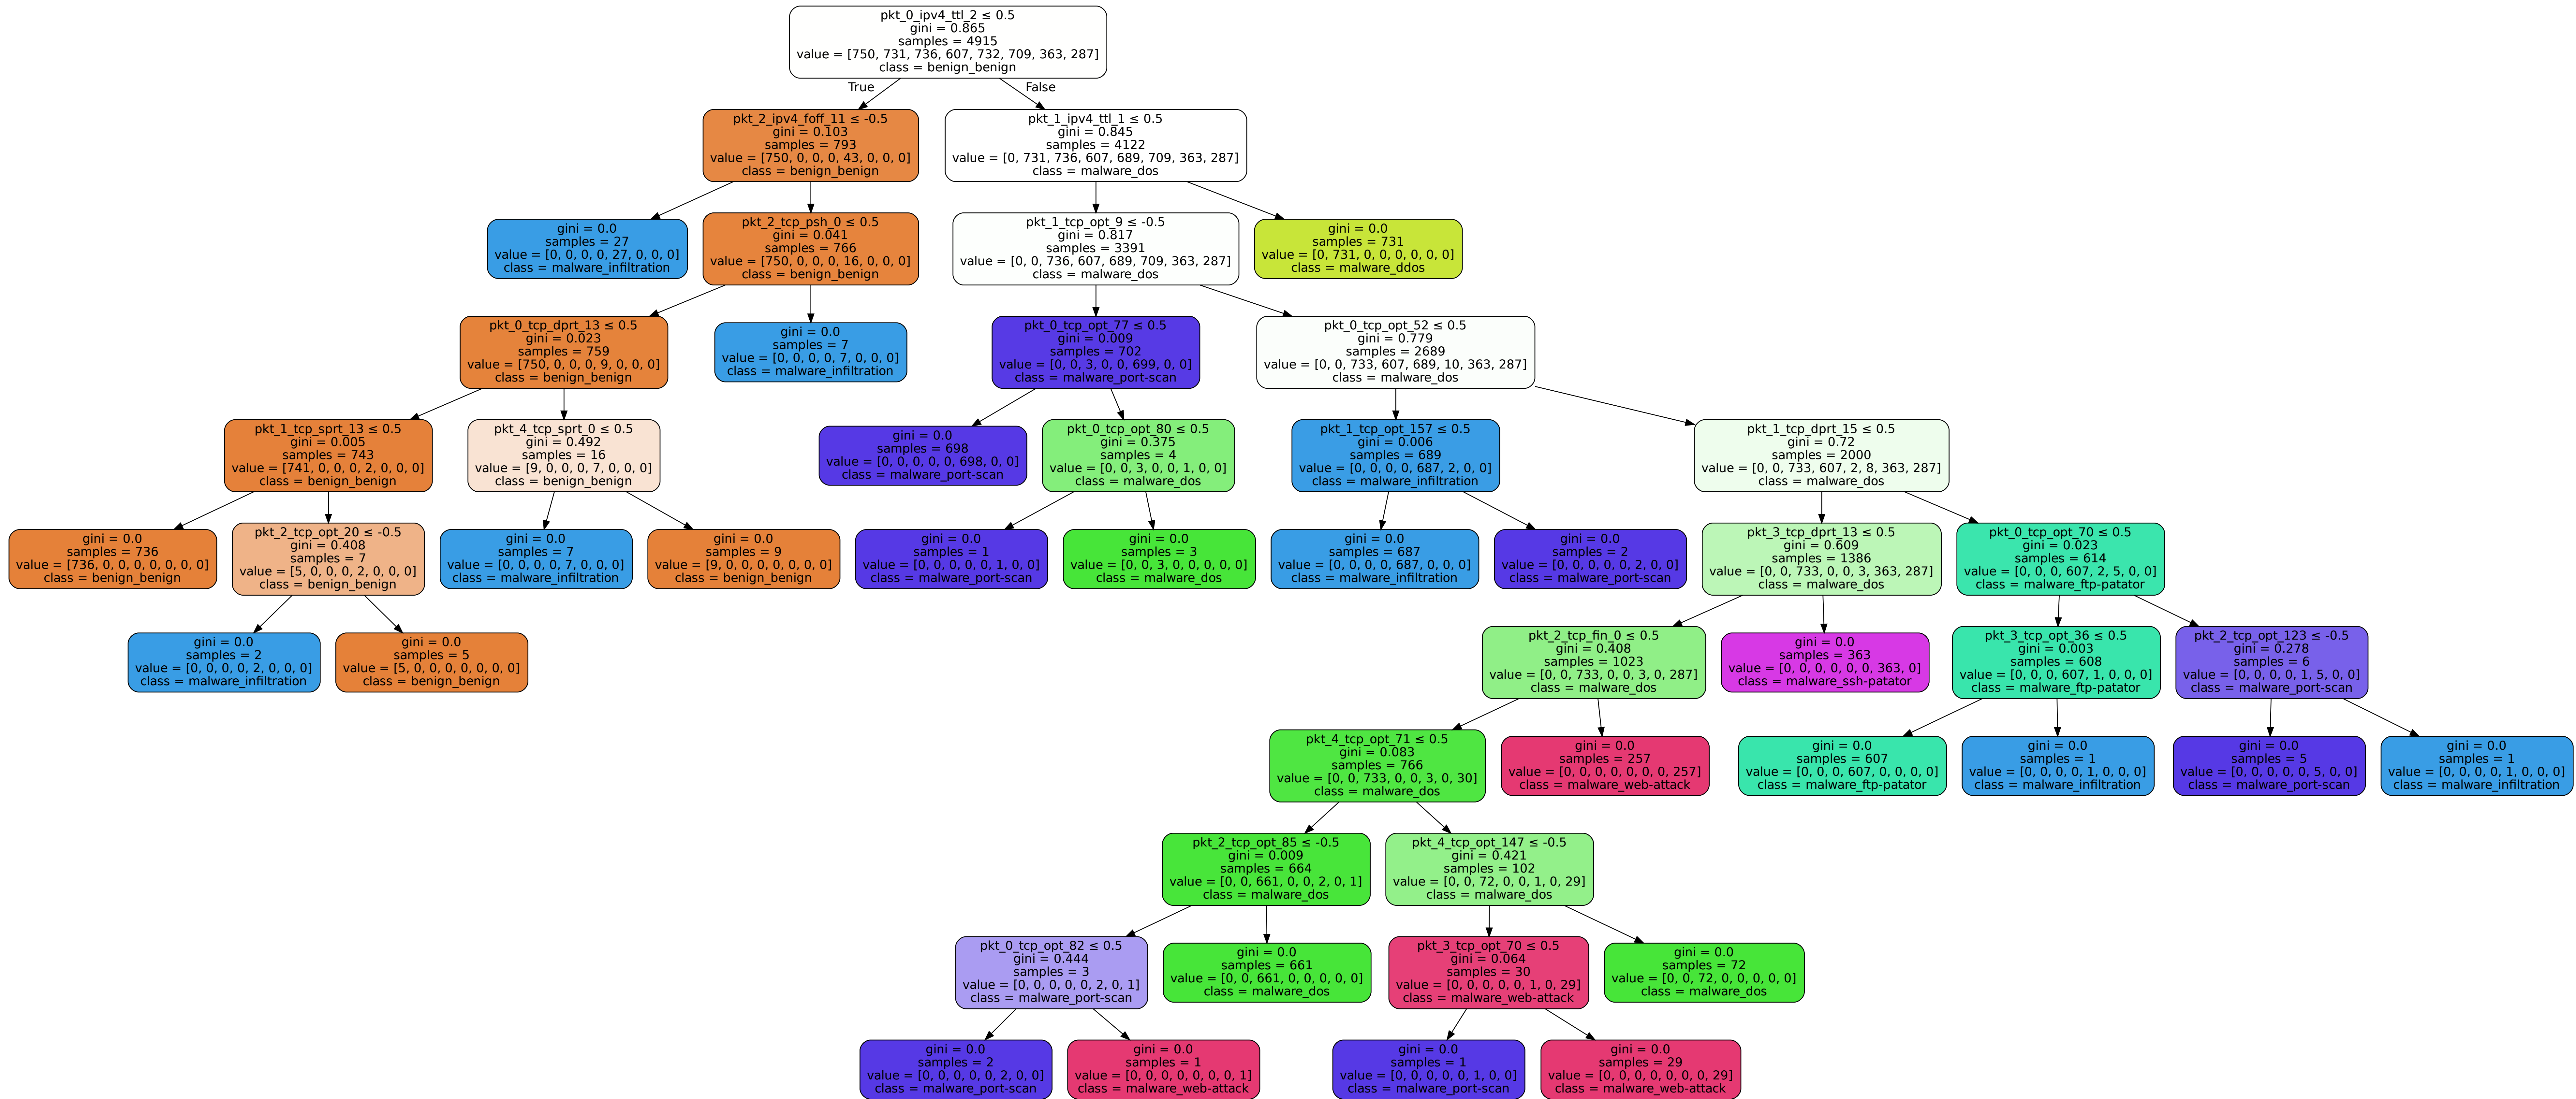 pkt_0_ipv4_ttl_2 ≤ 0.5
gini = 0.865
samples = 4915
value = [750, 731, 736, 607, 732, 709, 363, 287]
class = benign_benign
True
False
pkt_2_ipv4_foff_11 ≤ -0.5
gini = 0.103
samples = 793
value = [750, 0, 0, 0, 43, 0, 0, 0]
class = benign_benign
pkt_1_ipv4_ttl_1 ≤ 0.5
gini = 0.845
samples = 4122
value = [0, 731, 736, 607, 689, 709, 363, 287]
class = malware_dos
gini = 0.0
samples = 27
value = [0, 0, 0, 0, 27, 0, 0, 0]
class = malware_infiltration
pkt_2_tcp_psh_0 ≤ 0.5
gini = 0.041
samples = 766
value = [750, 0, 0, 0, 16, 0, 0, 0]
class = benign_benign
pkt_1_tcp_opt_9 ≤ -0.5
gini = 0.817
samples = 3391
value = [0, 0, 736, 607, 689, 709, 363, 287]
class = malware_dos
gini = 0.0
samples = 731
value = [0, 731, 0, 0, 0, 0, 0, 0]
class = malware_ddos
pkt_0_tcp_dprt_13 ≤ 0.5
gini = 0.023
samples = 759
value = [750, 0, 0, 0, 9, 0, 0, 0]
class = benign_benign
gini = 0.0
samples = 7
value = [0, 0, 0, 0, 7, 0, 0, 0]
class = malware_infiltration
pkt_0_tcp_opt_77 ≤ 0.5
gini = 0.009
samples = 702
value = [0, 0, 3, 0, 0, 699, 0, 0]
class = malware_port-scan
pkt_0_tcp_opt_52 ≤ 0.5
gini = 0.779
samples = 2689
value = [0, 0, 733, 607, 689, 10, 363, 287]
class = malware_dos
pkt_1_tcp_sprt_13 ≤ 0.5
gini = 0.005
samples = 743
value = [741, 0, 0, 0, 2, 0, 0, 0]
class = benign_benign
pkt_4_tcp_sprt_0 ≤ 0.5
gini = 0.492
samples = 16
value = [9, 0, 0, 0, 7, 0, 0, 0]
class = benign_benign
gini = 0.0
samples = 698
value = [0, 0, 0, 0, 0, 698, 0, 0]
class = malware_port-scan
pkt_0_tcp_opt_80 ≤ 0.5
gini = 0.375
samples = 4
value = [0, 0, 3, 0, 0, 1, 0, 0]
class = malware_dos
pkt_1_tcp_opt_157 ≤ 0.5
gini = 0.006
samples = 689
value = [0, 0, 0, 0, 687, 2, 0, 0]
class = malware_infiltration
pkt_1_tcp_dprt_15 ≤ 0.5
gini = 0.72
samples = 2000
value = [0, 0, 733, 607, 2, 8, 363, 287]
class = malware_dos
gini = 0.0
samples = 736
value = [736, 0, 0, 0, 0, 0, 0, 0]
class = benign_benign
pkt_2_tcp_opt_20 ≤ -0.5
gini = 0.408
samples = 7
value = [5, 0, 0, 0, 2, 0, 0, 0]
class = benign_benign
gini = 0.0
samples = 7
value = [0, 0, 0, 0, 7, 0, 0, 0]
class = malware_infiltration
gini = 0.0
samples = 9
value = [9, 0, 0, 0, 0, 0, 0, 0]
class = benign_benign
gini = 0.0
samples = 1
value = [0, 0, 0, 0, 0, 1, 0, 0]
class = malware_port-scan
gini = 0.0
samples = 3
value = [0, 0, 3, 0, 0, 0, 0, 0]
class = malware_dos
gini = 0.0
samples = 687
value = [0, 0, 0, 0, 687, 0, 0, 0]
class = malware_infiltration
gini = 0.0
samples = 2
value = [0, 0, 0, 0, 0, 2, 0, 0]
class = malware_port-scan
pkt_3_tcp_dprt_13 ≤ 0.5
gini = 0.609
samples = 1386
value = [0, 0, 733, 0, 0, 3, 363, 287]
class = malware_dos
pkt_0_tcp_opt_70 ≤ 0.5
gini = 0.023
samples = 614
value = [0, 0, 0, 607, 2, 5, 0, 0]
class = malware_ftp-patator
gini = 0.0
samples = 2
value = [0, 0, 0, 0, 2, 0, 0, 0]
class = malware_infiltration
gini = 0.0
samples = 5
value = [5, 0, 0, 0, 0, 0, 0, 0]
class = benign_benign
pkt_2_tcp_fin_0 ≤ 0.5
gini = 0.408
samples = 1023
value = [0, 0, 733, 0, 0, 3, 0, 287]
class = malware_dos
gini = 0.0
samples = 363
value = [0, 0, 0, 0, 0, 0, 363, 0]
class = malware_ssh-patator
pkt_3_tcp_opt_36 ≤ 0.5
gini = 0.003
samples = 608
value = [0, 0, 0, 607, 1, 0, 0, 0]
class = malware_ftp-patator
pkt_2_tcp_opt_123 ≤ -0.5
gini = 0.278
samples = 6
value = [0, 0, 0, 0, 1, 5, 0, 0]
class = malware_port-scan
pkt_4_tcp_opt_71 ≤ 0.5
gini = 0.083
samples = 766
value = [0, 0, 733, 0, 0, 3, 0, 30]
class = malware_dos
gini = 0.0
samples = 257
value = [0, 0, 0, 0, 0, 0, 0, 257]
class = malware_web-attack
gini = 0.0
samples = 607
value = [0, 0, 0, 607, 0, 0, 0, 0]
class = malware_ftp-patator
gini = 0.0
samples = 1
value = [0, 0, 0, 0, 1, 0, 0, 0]
class = malware_infiltration
gini = 0.0
samples = 5
value = [0, 0, 0, 0, 0, 5, 0, 0]
class = malware_port-scan
gini = 0.0
samples = 1
value = [0, 0, 0, 0, 1, 0, 0, 0]
class = malware_infiltration
pkt_2_tcp_opt_85 ≤ -0.5
gini = 0.009
samples = 664
value = [0, 0, 661, 0, 0, 2, 0, 1]
class = malware_dos
pkt_4_tcp_opt_147 ≤ -0.5
gini = 0.421
samples = 102
value = [0, 0, 72, 0, 0, 1, 0, 29]
class = malware_dos
pkt_0_tcp_opt_82 ≤ 0.5
gini = 0.444
samples = 3
value = [0, 0, 0, 0, 0, 2, 0, 1]
class = malware_port-scan
gini = 0.0
samples = 661
value = [0, 0, 661, 0, 0, 0, 0, 0]
class = malware_dos
pkt_3_tcp_opt_70 ≤ 0.5
gini = 0.064
samples = 30
value = [0, 0, 0, 0, 0, 1, 0, 29]
class = malware_web-attack
gini = 0.0
samples = 72
value = [0, 0, 72, 0, 0, 0, 0, 0]
class = malware_dos
gini = 0.0
samples = 2
value = [0, 0, 0, 0, 0, 2, 0, 0]
class = malware_port-scan
gini = 0.0
samples = 1
value = [0, 0, 0, 0, 0, 0, 0, 1]
class = malware_web-attack
gini = 0.0
samples = 1
value = [0, 0, 0, 0, 0, 1, 0, 0]
class = malware_port-scan
gini = 0.0
samples = 29
value = [0, 0, 0, 0, 0, 0, 0, 29]
class = malware_web-attack